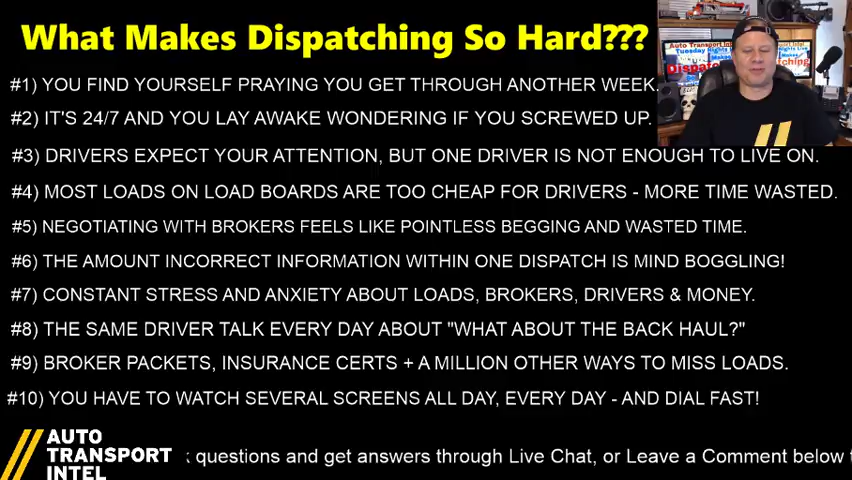 What Makes Dispatching So Hard???
#1) YOU FIND YOURSELF PRAYING YOU GET THROUGH ANOTHER WEEK.
#2) IT'S 24/7 AND YOU LAY AWAKE WONDERING IF YOU SCREWED UP.
#3) DRIVERS EXPECT YOUR ATTENTION, BUT ONE DRIVER IS NOT ENOUGH TO LIVE ON.
#4) MOST LOADS ON LOAD BOARDS ARE TOO CHEAP FOR DRIVERS - MORE TIME WASTED.
#5) NEGOTIATING WITH BROKERS FEELS LIKE POINTLESS BEGGING AND WASTED TIME.
#6) THE AMOUNT INCORRECT INFORMATION WITHIN ONE DISPATCH IS MIND BOGGLING!
#7) CONSTANT STRESS AND ANXIETY ABOUT LOADS, BROKERS, DRIVERS & MONEY.
#8) THE SAME DRIVER TALK EVERY DAY ABOUT "WHAT ABOUT THE BACK HAUL?"
#9) BROKER PACKETS, INSURANCE CERTS + A MILLION OTHER WAYS TO MISS LOADS.
#10) YOU HAVE TO WATCH SEVERAL SCREENS ALL DAY, EVERY DAY - AND DIAL FAST!
AUTO
TRANSPORT
INTEL
questions and get answers through Live Chat, or Leave a Comment below
Auto Transport
Tuesday